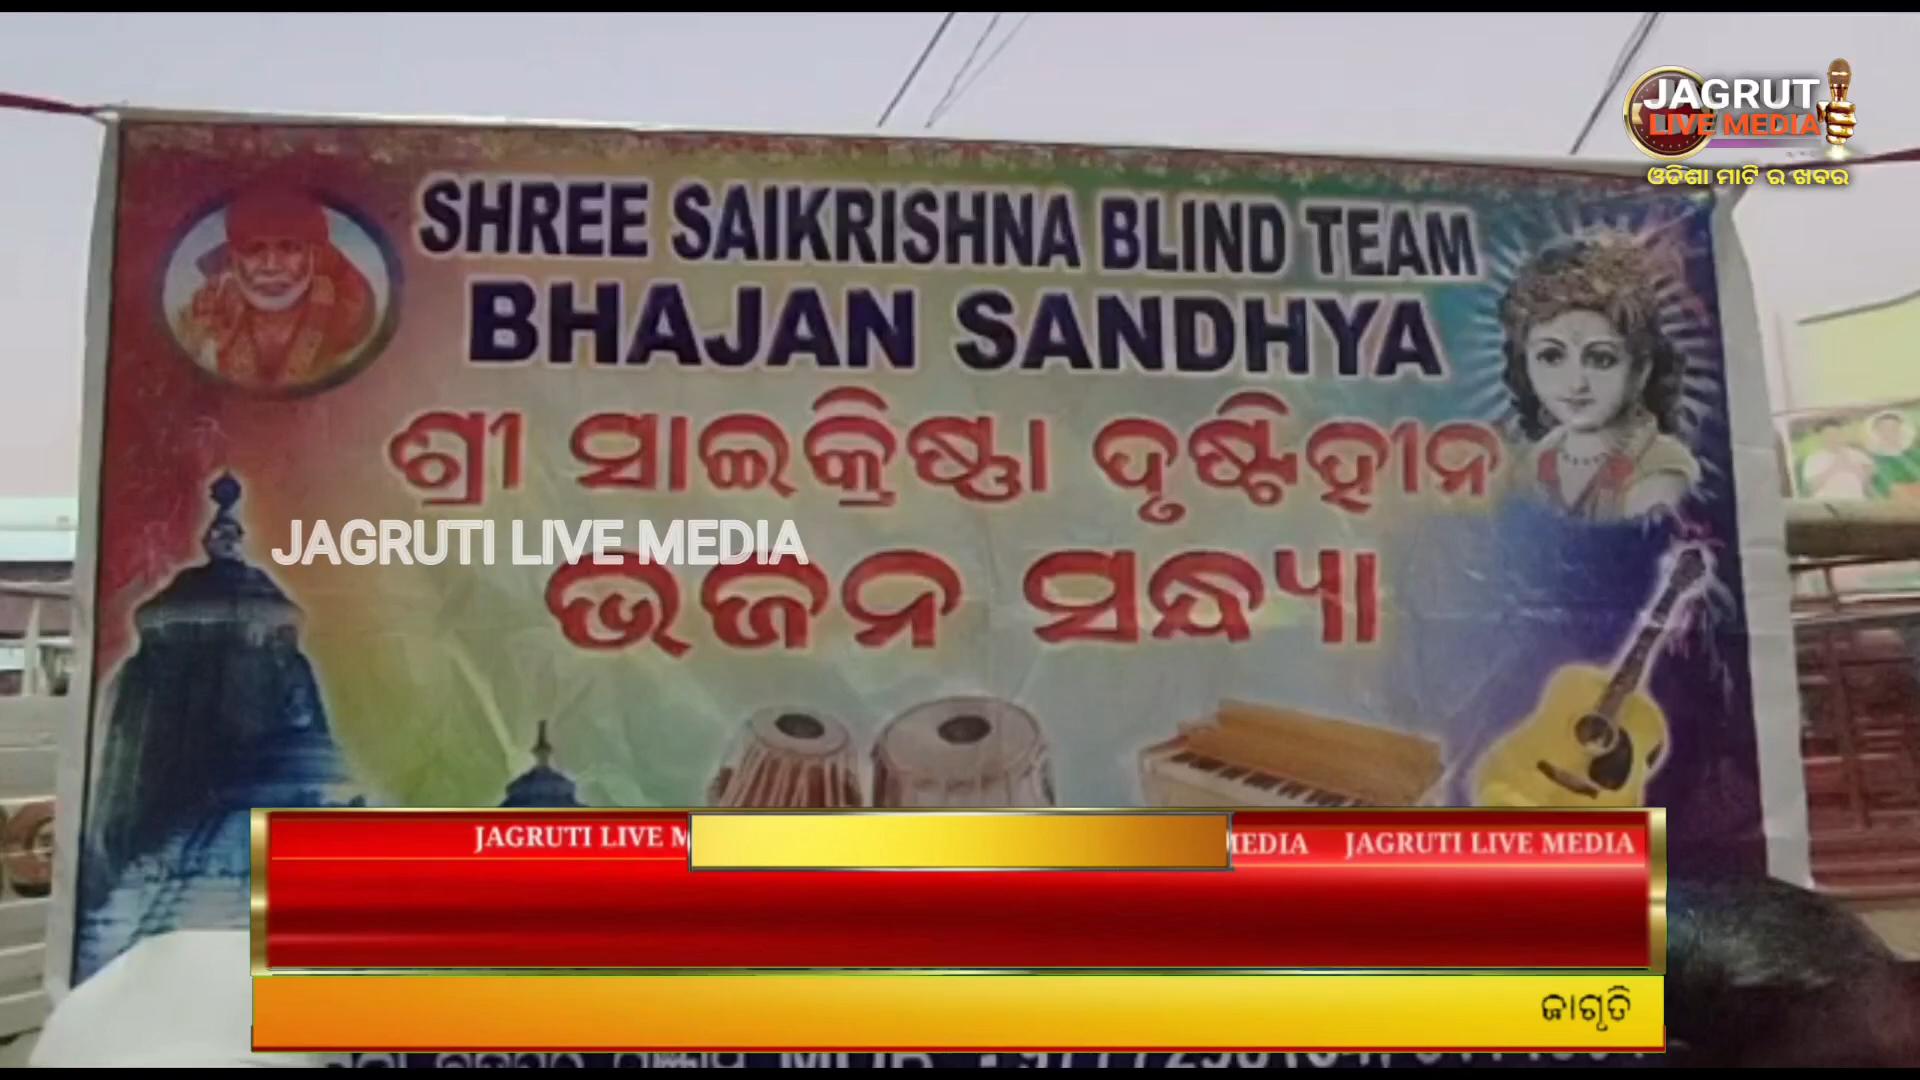 JAGRUT
LIVE MEDIA
ଓଡିଶା ମାଟି ର ଖବର
SHREE SAIKRISHNA BLIND TEAM
BHAJAN SANDHYA
ଶ୍ରୀ ସାଇକ୍ରିଷ୍ଣା ଦୃଷ୍ଟିହୀନ
JAGRUTI LIVE MEDIA
ଭଜନ ସନ୍ଧ୍ୟା
JAGRUTI LIVE MEDIA JAGRUTI LIVE MEDIA
ଜାଗୃତି